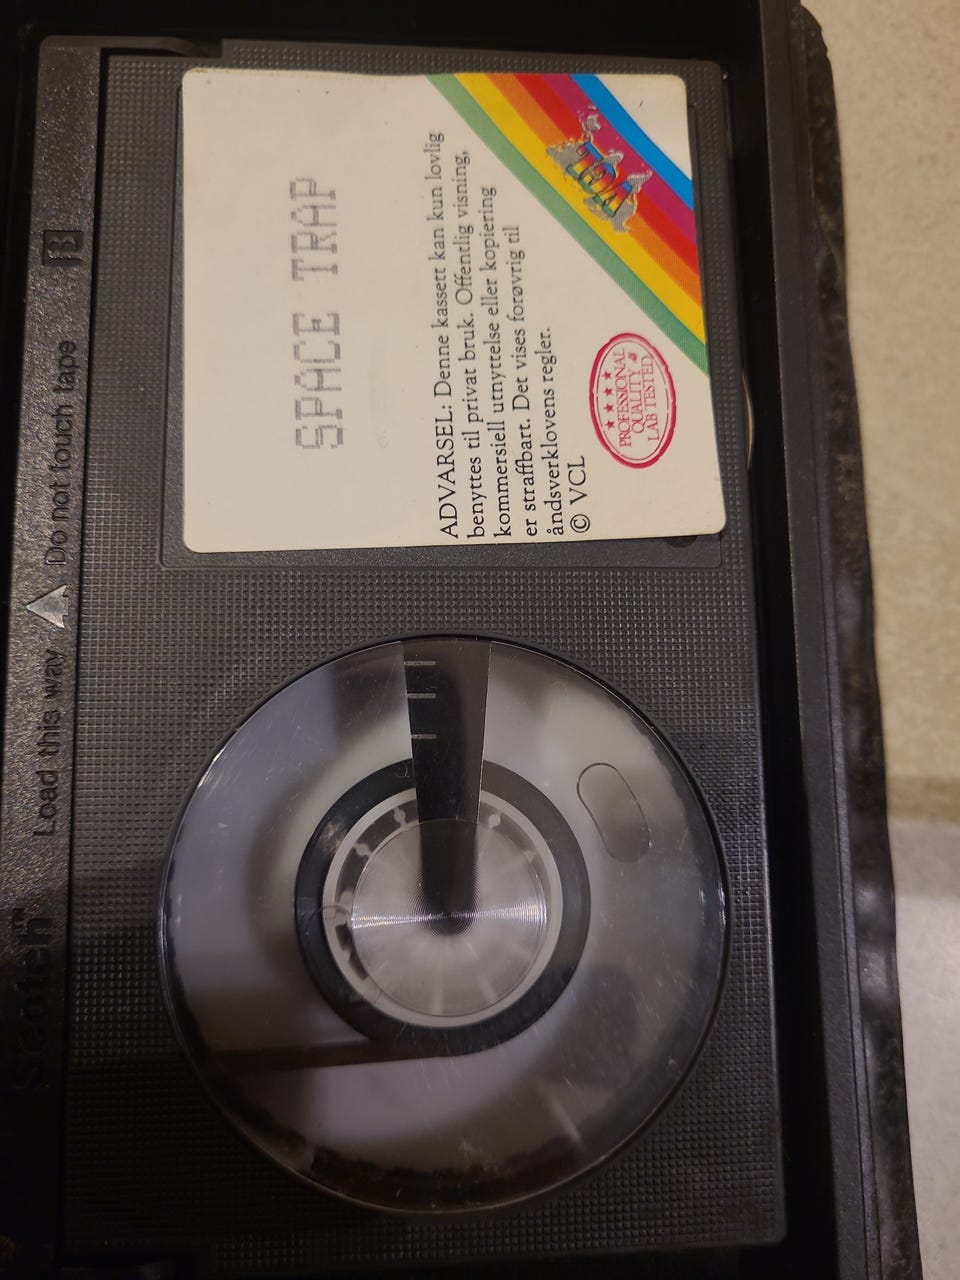 Scotch™
Load this way ▲ Do not touch tape β
SPACE TRAP
ADVARSEL: Denne kassett kan kun lovlig
benyttes til privat bruk. Offentlig visning,
kommersiell utnyttelse eller kopiering
er straffbart. Det vises forøvrig til
åndsverklovens regler.
© VCL
VCL
★★★★★
PROFESSIONAL
QUALITY
LAB TESTED